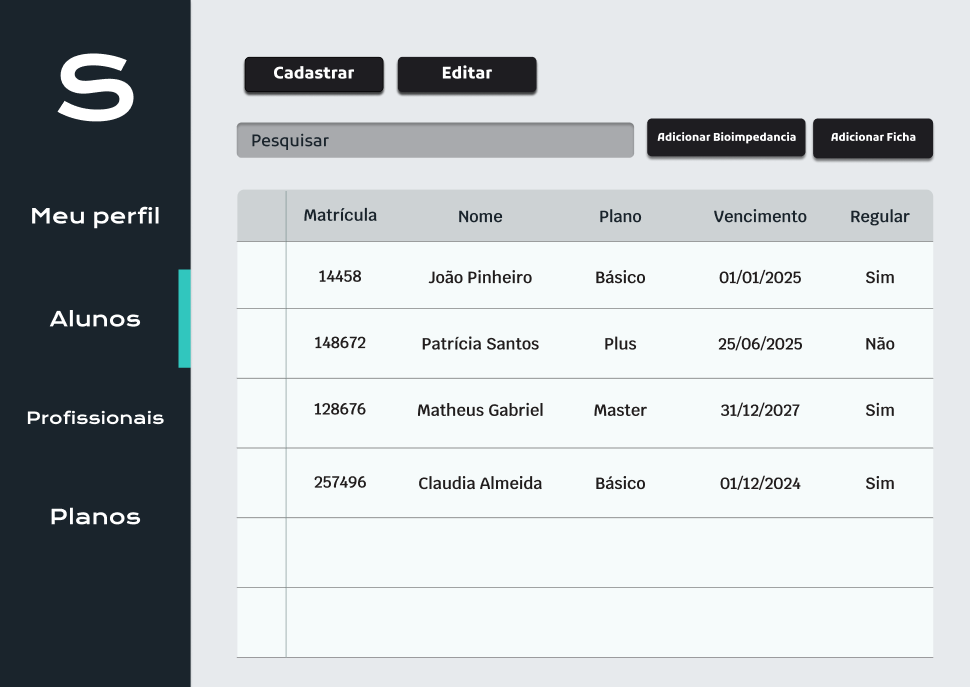 S
Meu perfil
Alunos
Profissionais
Planos
Cadastrar Editar
Pesquisar Adicionar Bioimpedancia Adicionar Ficha
Matrícula Nome Plano Vencimento Regular
14458 João Pinheiro Básico 01/01/2025 Sim
148672 Patrícia Santos Plus 25/06/2025 Não
128676 Matheus Gabriel Master 31/12/2027 Sim
257496 Claudia Almeida Básico 01/12/2024 Sim